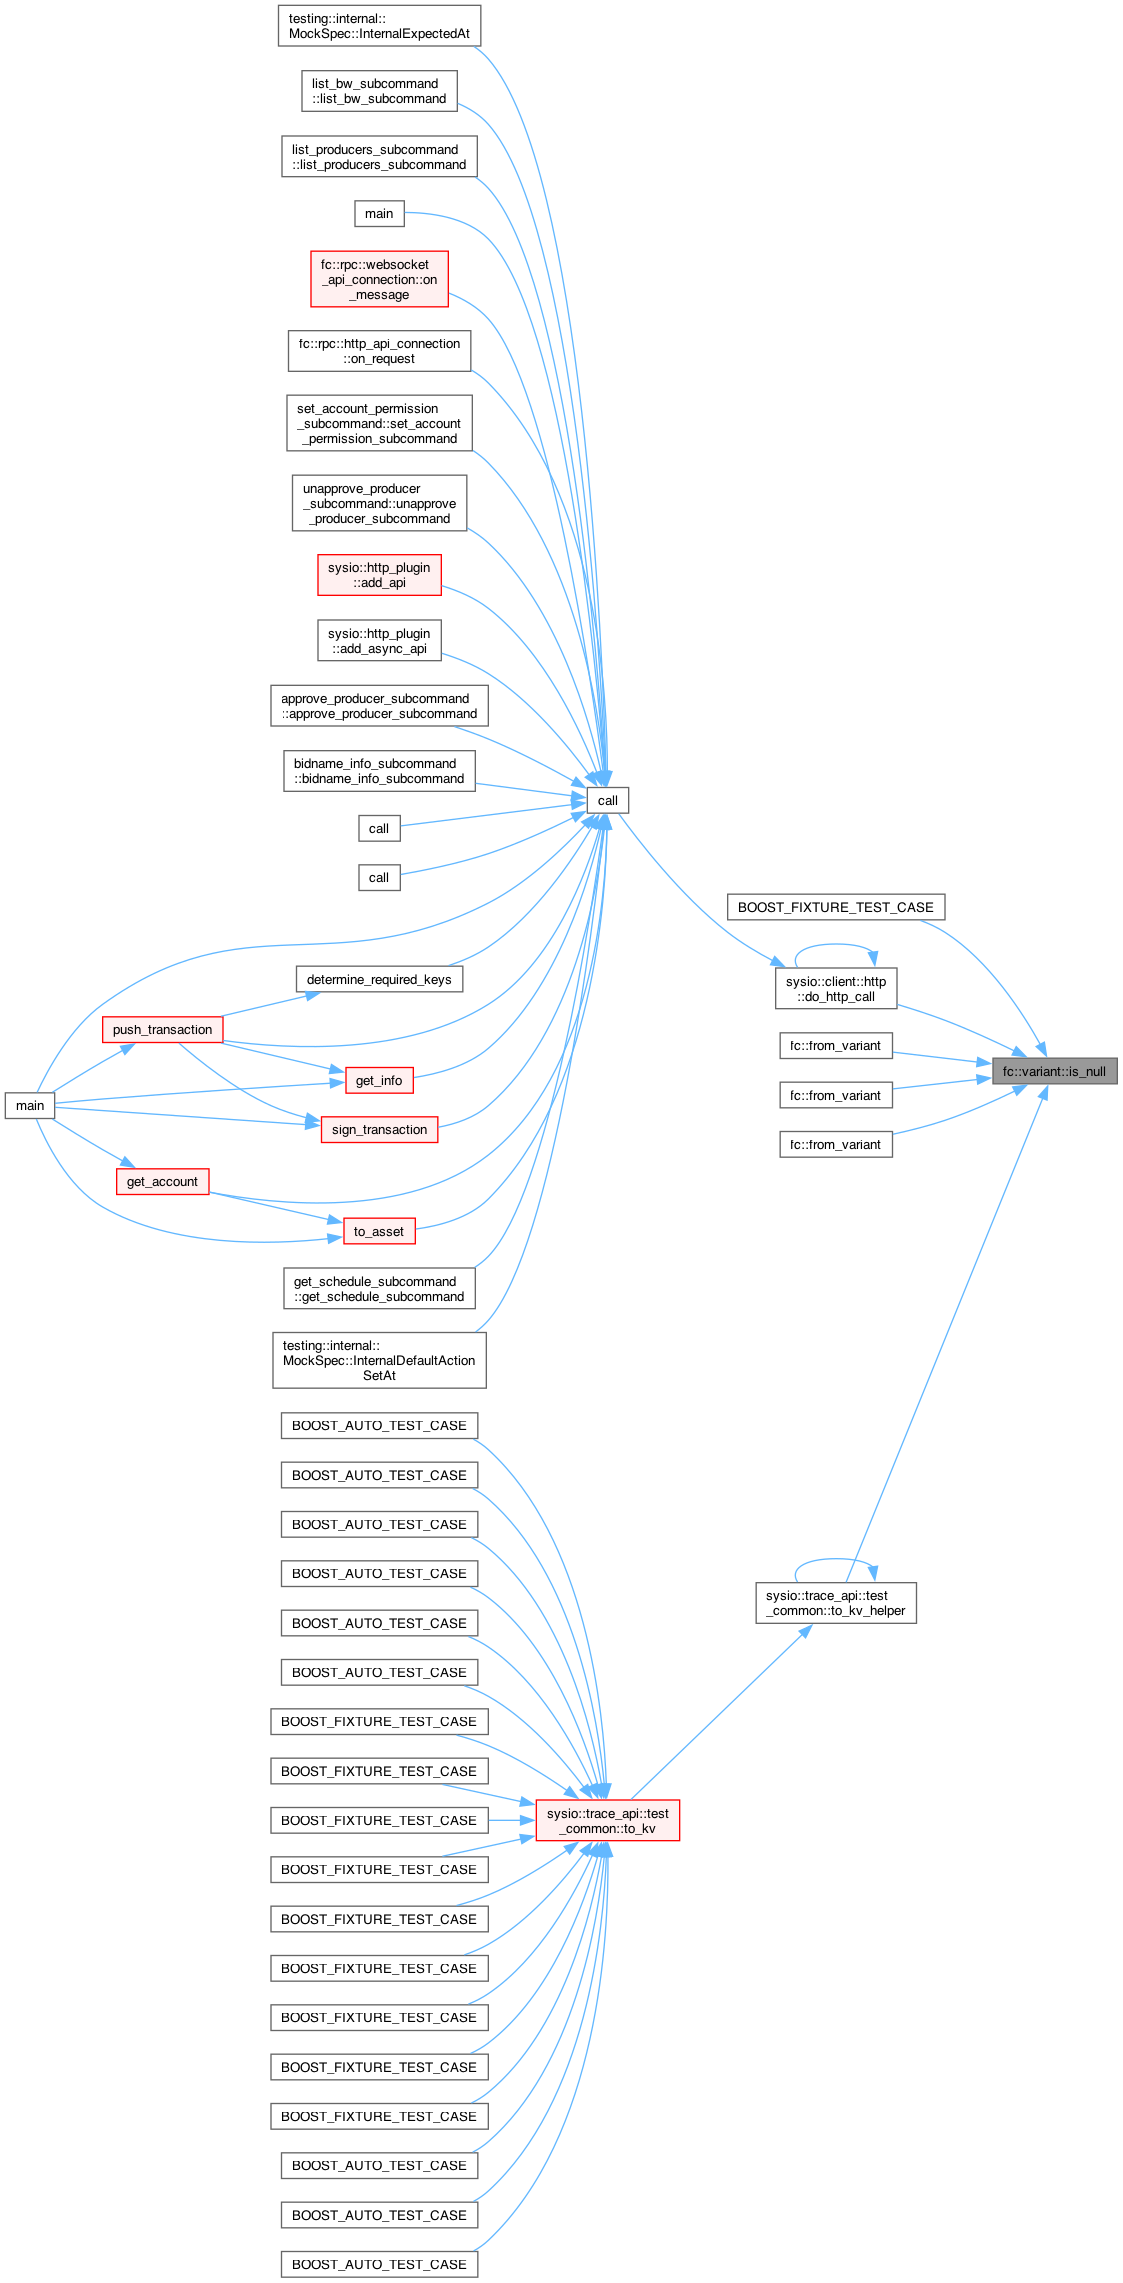 testing::internal::
MockSpec::InternalExpectedAt
list_bw_subcommand
::list_bw_subcommand
list_producers_subcommand
::list_producers_subcommand
main
fc::rpc::websocket
_api_connection::on
_message
fc::rpc::http_api_connection
::on_request
set_account_permission
_subcommand::set_account
_permission_subcommand
unapprove_producer
_subcommand::unapprove
_producer_subcommand
sysio::http_plugin
::add_api
sysio::http_plugin
::add_async_api
approve_producer_subcommand
::approve_producer_subcommand
bidname_info_subcommand
::bidname_info_subcommand
call
call
call
BOOST_FIXTURE_TEST_CASE
determine_required_keys
sysio::client::http
::do_http_call
push_transaction
fc::from_variant
fc::variant::is_null
get_info
fc::from_variant
main
sign_transaction
fc::from_variant
get_account
to_asset
get_schedule_subcommand
::get_schedule_subcommand
testing::internal::
MockSpec::InternalDefaultAction
SetAt
BOOST_AUTO_TEST_CASE
BOOST_AUTO_TEST_CASE
BOOST_AUTO_TEST_CASE
BOOST_AUTO_TEST_CASE
sysio::trace_api::test
_common::to_kv_helper
BOOST_AUTO_TEST_CASE
BOOST_AUTO_TEST_CASE
BOOST_FIXTURE_TEST_CASE
BOOST_FIXTURE_TEST_CASE
sysio::trace_api::test
_common::to_kv
BOOST_FIXTURE_TEST_CASE
BOOST_FIXTURE_TEST_CASE
BOOST_FIXTURE_TEST_CASE
BOOST_FIXTURE_TEST_CASE
BOOST_FIXTURE_TEST_CASE
BOOST_FIXTURE_TEST_CASE
BOOST_FIXTURE_TEST_CASE
BOOST_AUTO_TEST_CASE
BOOST_AUTO_TEST_CASE
BOOST_AUTO_TEST_CASE